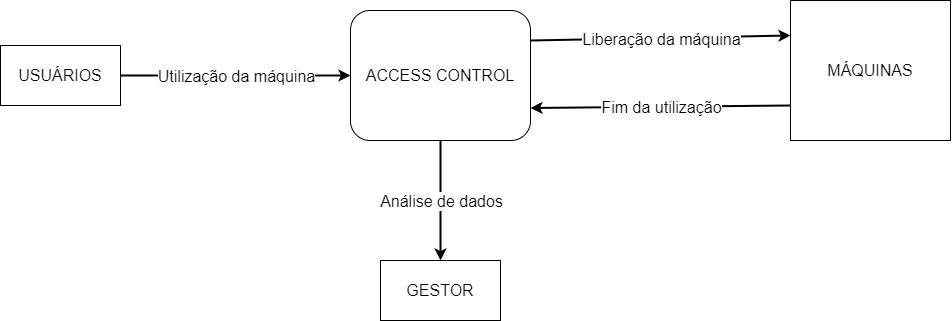 USUÁRIOS
Utilização da máquina
ACCESS CONTROL
Liberação da máquina
Fim da utilização
MÁQUINAS
Análise de dados
GESTOR